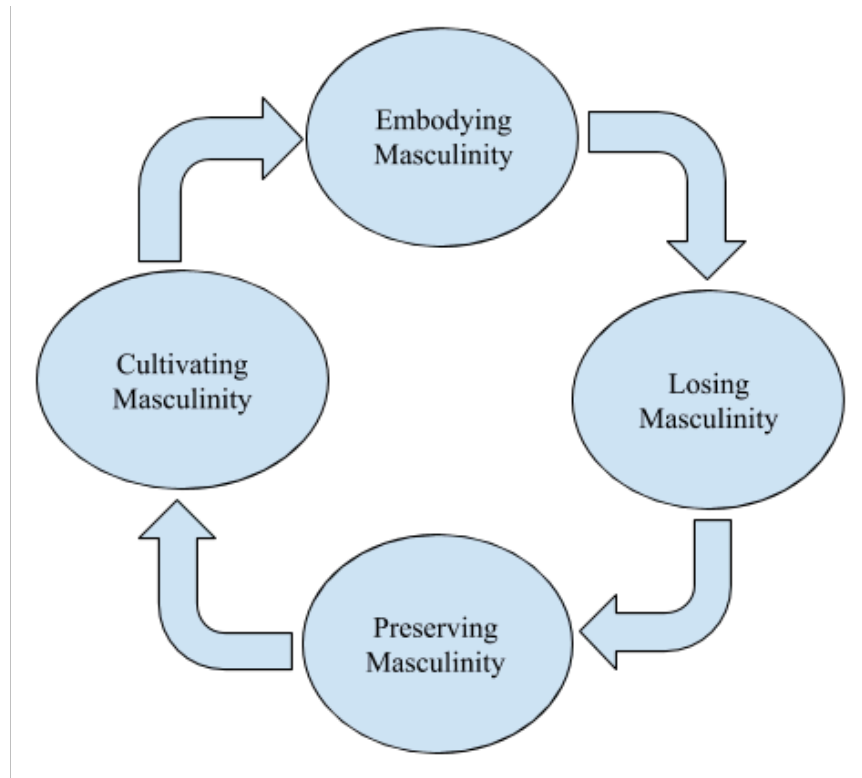 Embodying
Masculinity
Losing
Masculinity
Preserving
Masculinity
Cultivating
Masculinity